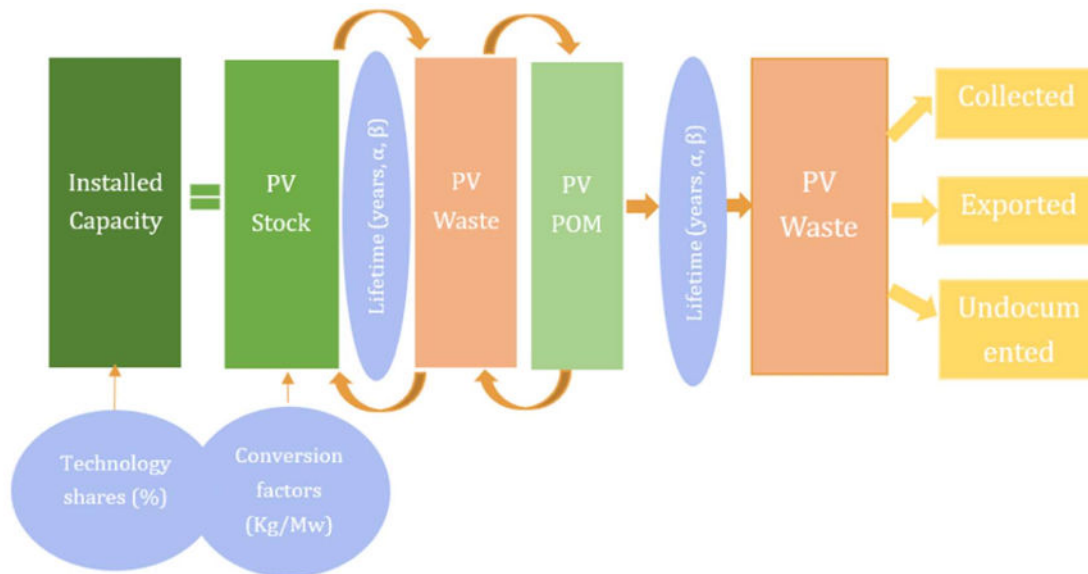 Installed
Capacity
PV
Stock
Lifetime (years, α, β)
PV
Waste
PV
POM
Lifetime (years, α, β)
PV
Waste
Collected
Exported
Undocum
ented
Technology
shares (%)
Conversion
factors
(Kg/Mw)